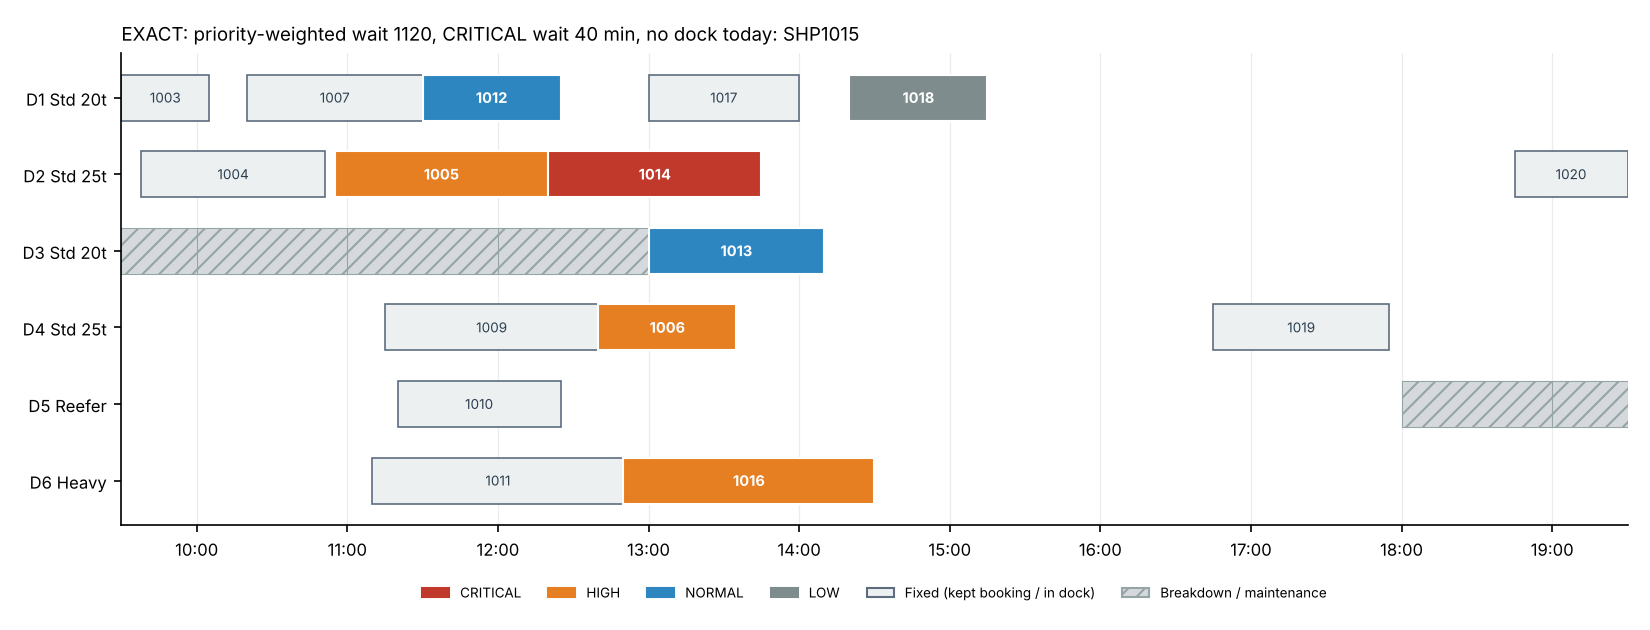 EXACT: priority-weighted wait 1120, CRITICAL wait 40 min, no dock today: SHP1015
D1 Std 20t 1003 1007 1012 1017 1018
D2 Std 25t 1004 1005 1014 1020
D3 Std 20t 1013
D4 Std 25t 1009 1006 1019
D5 Reefer 1010
D6 Heavy 1011 1016
10:00 11:00 12:00 13:00 14:00 15:00 16:00 17:00 18:00 19:00
CRITICAL HIGH NORMAL LOW Fixed (kept booking / in dock) Breakdown / maintenance